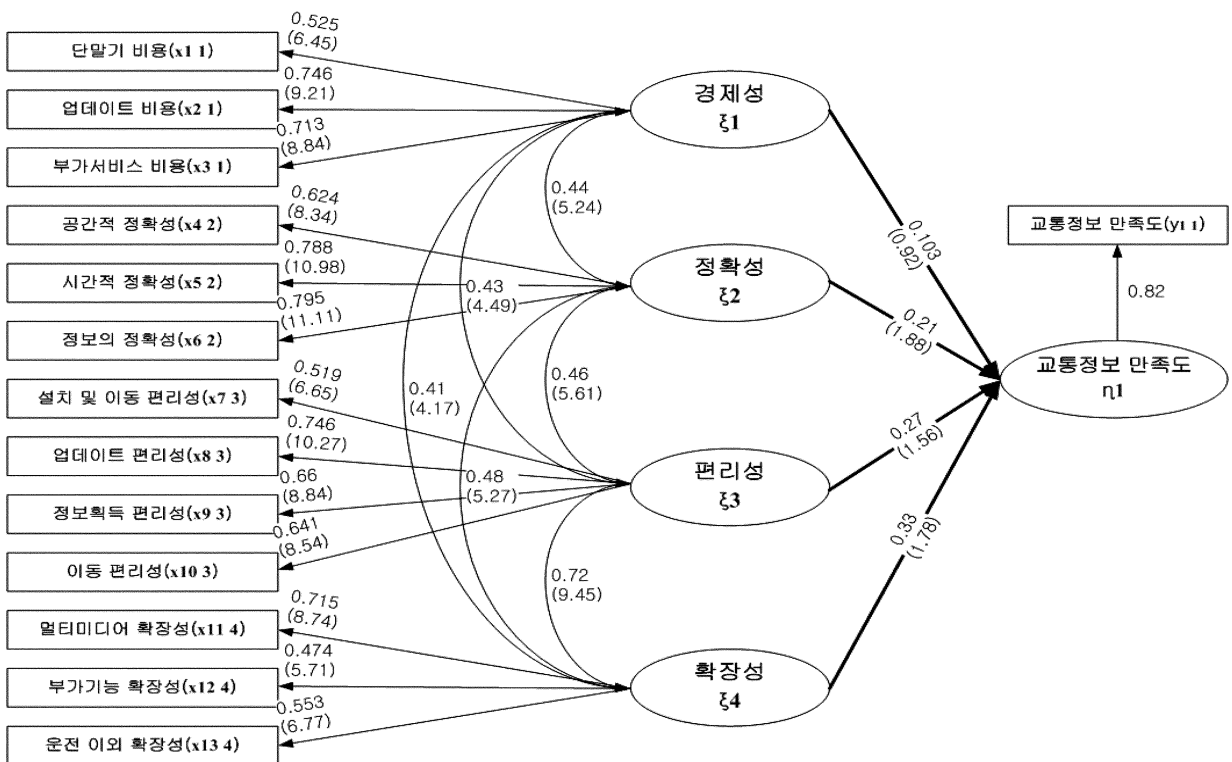 0.525
(6.45)
단말기 비용(x1 1)
0.746
(9.21)
업데이트 비용(x2 1)
0.713
(8.84)
부가서비스 비용(x3 1)
0.624
(8.34)
공간적 정확성(x4 2)
0.788
(10.98)
시간적 정확성(x5 2)
0.795
(11.11)
정보의 정확성(x6 2)
0.519
(6.65)
설치 및 이동 편리성(x7 3)
0.746
(10.27)
업데이트 편리성(x8 3)
0.66
(8.84)
정보획득 편리성(x9 3)
0.641
(8.54)
이동 편리성(x10 3)
0.715
(8.74)
멀티미디어 확장성(x11 4)
0.474
(5.71)
부가기능 확장성(x12 4)
0.553
(6.77)
운전 이외 확장성(x13 4)
0.44
(5.24)
0.43
(4.49)
0.46
(5.61)
0.41
(4.17)
0.48
(5.27)
0.72
(9.45)
경제성
ξ1
정확성
ξ2
편리성
ξ3
확장성
ξ4
0.103
(0.92)
0.21
(1.88)
0.27
(1.56)
0.33
(1.78)
교통정보 만족도(y1 1)
0.82
교통정보 만족도
η1